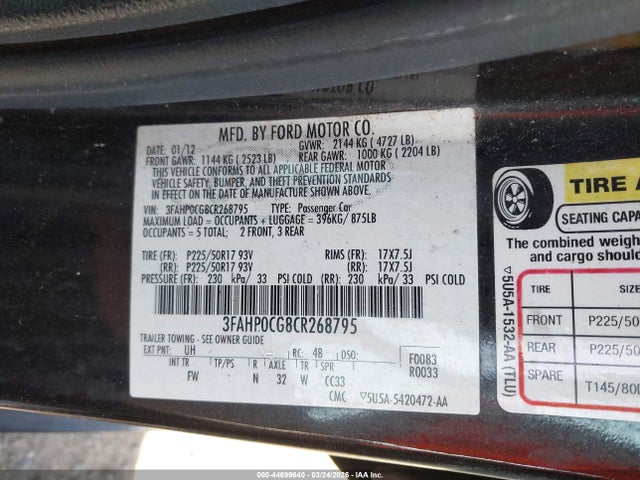 MFD. BY FORD MOTOR CO.
DATE: 01/12 GVWR: 2144 KG ( 4727 LB)
FRONT GAWR: 1144 KG ( 2523 LB) REAR GAWR: 1000 KG ( 2204 LB)
THIS VEHICLE CONFORMS TO ALL APPLICABLE FEDERAL MOTOR
VEHICLE SAFETY, BUMPER, AND THEFT PREVENTION STANDARDS
IN EFFECT ON THE DATE OF MANUFACTURE SHOWN ABOVE.
VIN: 3FAHP0CG8CR268795 TYPE: Passenger Car
MAXIMUM LOAD = OCCUPANTS + LUGGAGE = 396KG/ 875LB
OCCUPANTS = 5 TOTAL: 2 FRONT, 3 REAR
TIRE (FR): P225/50R17 93V RIMS (FR): 17X7.5J
(RR): P225/50R17 93V (RR): 17X7.5J
PRESSURE (FR): 230 kPa/ 33 PSI COLD (RR): 230 kPa/ 33 PSI COLD
3FAHP0CG8CR268795
TRAILER TOWING - SEE OWNER GUIDE
EXT PNT: UH RC: 48 DSO: F0083
R0033
INT TR TP/PS R AXLE TR SPR
FW N 32 W CC33
CMC ▽5U5A-5420472-AA
TIRE
SEATING CAPACITY
The combined
and cargo
▽5U5A-1532-AA (TLU)
TIRE
FRONT P225/50
REAR P225/50
SPARE T145/80D
000-44699640 - 03/24/2026 - IAA Inc.